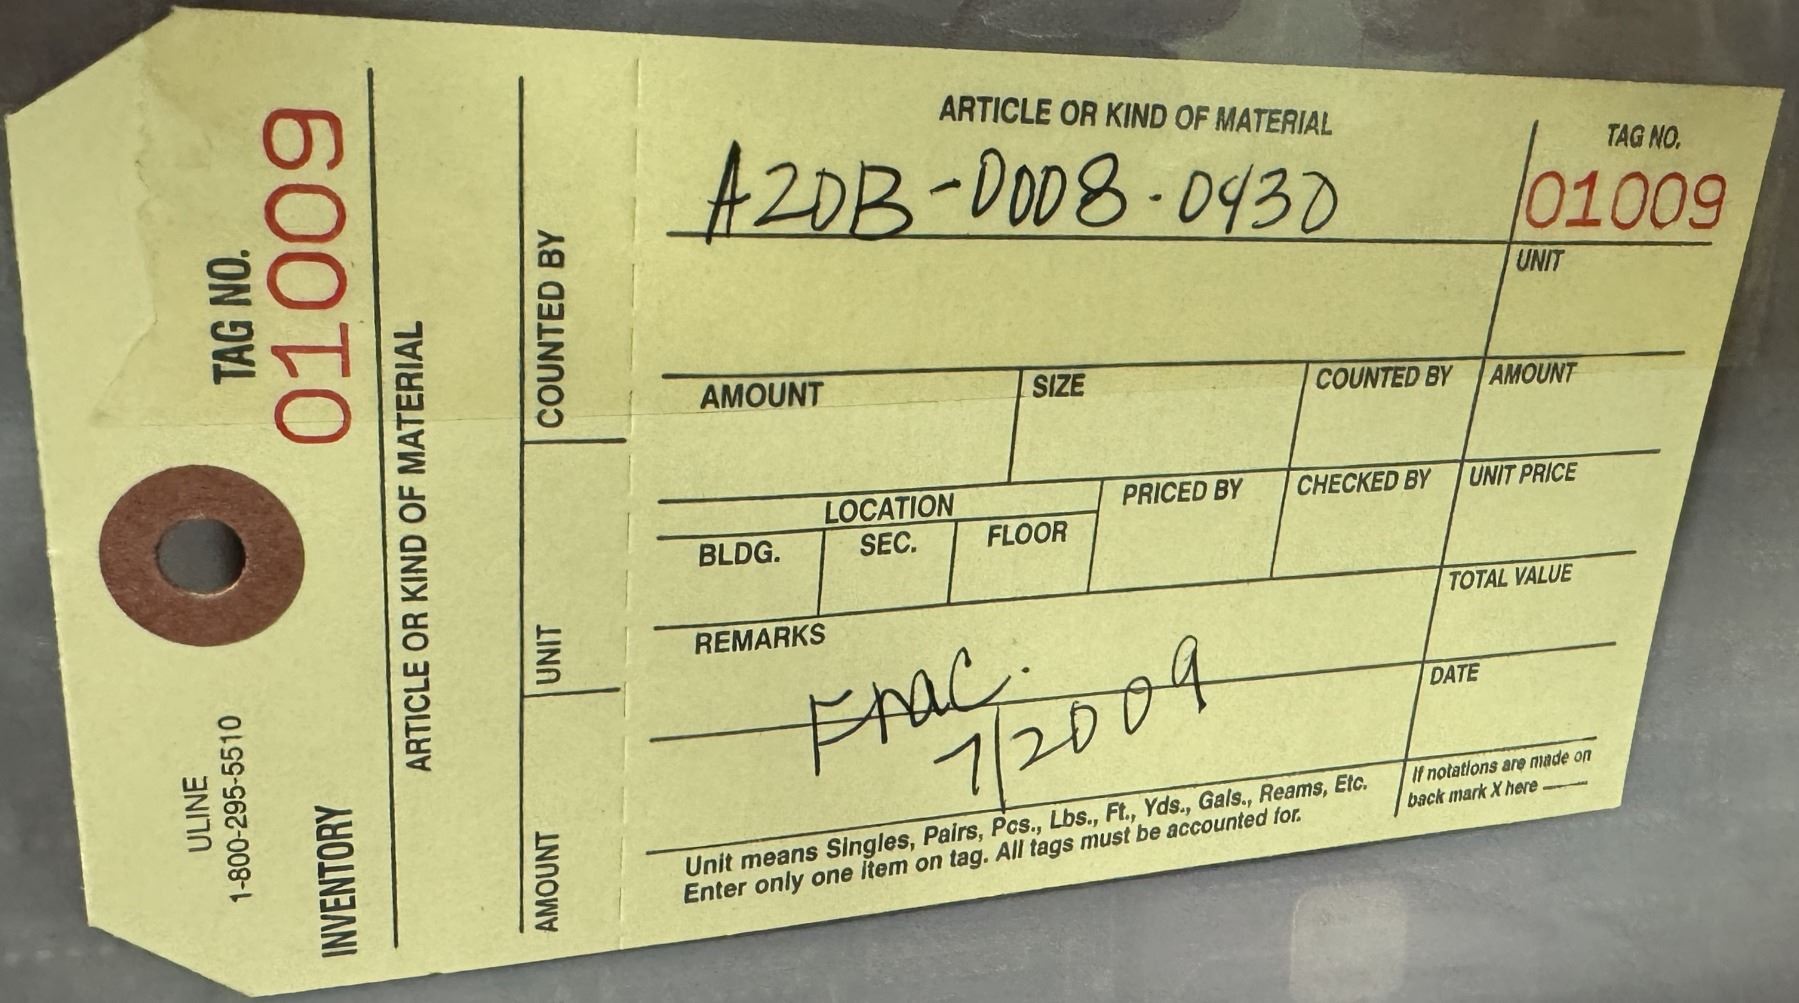 ULINE
1-800-295-5510
INVENTORY
TAG NO.
01009
ARTICLE OR KIND OF MATERIAL
AMOUNT
UNIT
COUNTED BY
ARTICLE OR KIND OF MATERIAL
A20B-0008-0430
TAG NO.
01009
UNIT
AMOUNT
SIZE
COUNTED BY
AMOUNT
LOCATION
BLDG.
SEC.
FLOOR
PRICED BY
CHECKED BY
UNIT PRICE
TOTAL VALUE
REMARKS
7/2009
DATE
Unit means Singles, Pairs, Pcs., Lbs., Ft., Yds., Gals., Reams, Etc.
Enter only one item on tag. All tags must be accounted for.
If notations are made on
back mark X here